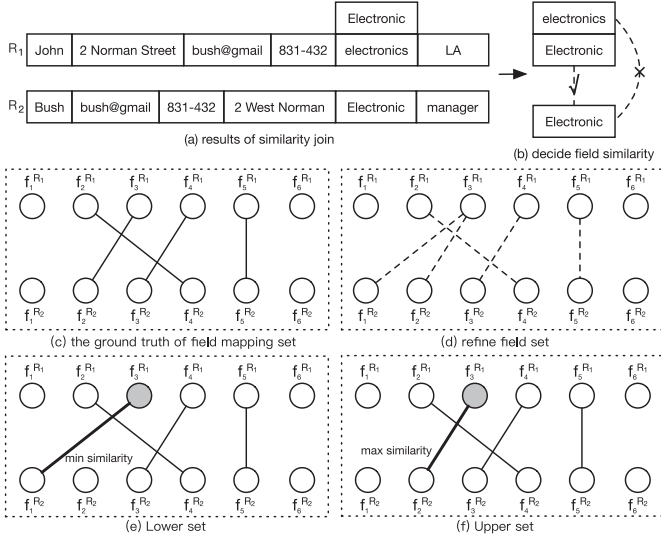 Electronic electronics
R1 John 2 Norman Street bush@gmail 831-432 electronics LA Electronic
√ ×
R2 Bush bush@gmail 831-432 2 West Norman Electronic manager Electronic
(a) results of similarity join
(b) decide field similarity
f1R1 f2R1 f3R1 f4R1 f5R1 f6R1 f1R1 f2R1 f3R1 f4R1 f5R1 f6R1
f1R2 f2R2 f3R2 f4R2 f5R2 f6R2 f1R2 f2R2 f3R2 f4R2 f5R2 f6R2
(c) the ground truth of field mapping set (d) refine field set
f1R1 f2R1 f3R1 f4R1 f5R1 f6R1 f1R1 f2R1 f3R1 f4R1 f5R1 f6R1
min similarity max similarity
f1R2 f2R2 f3R2 f4R2 f5R2 f6R2 f1R2 f2R2 f3R2 f4R2 f5R2 f6R2
(e) Lower set (f) Upper set